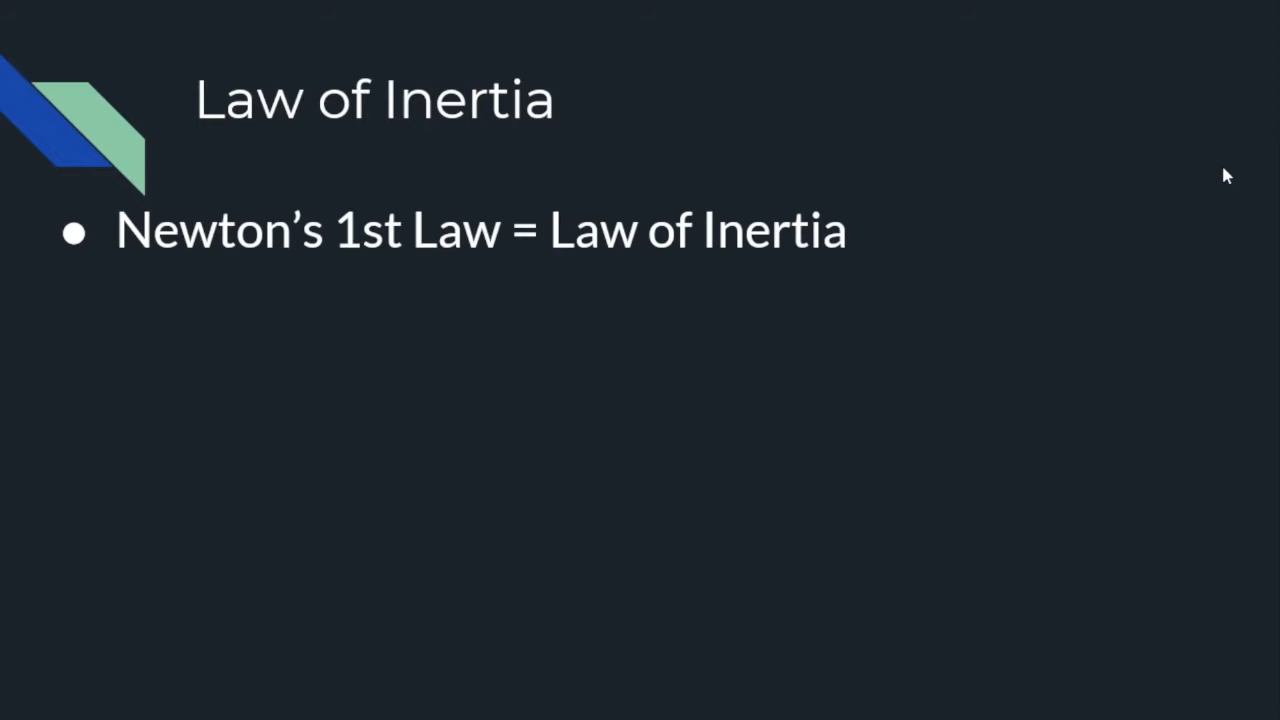 Law of Inertia
● Newton’s 1st Law = Law of Inertia